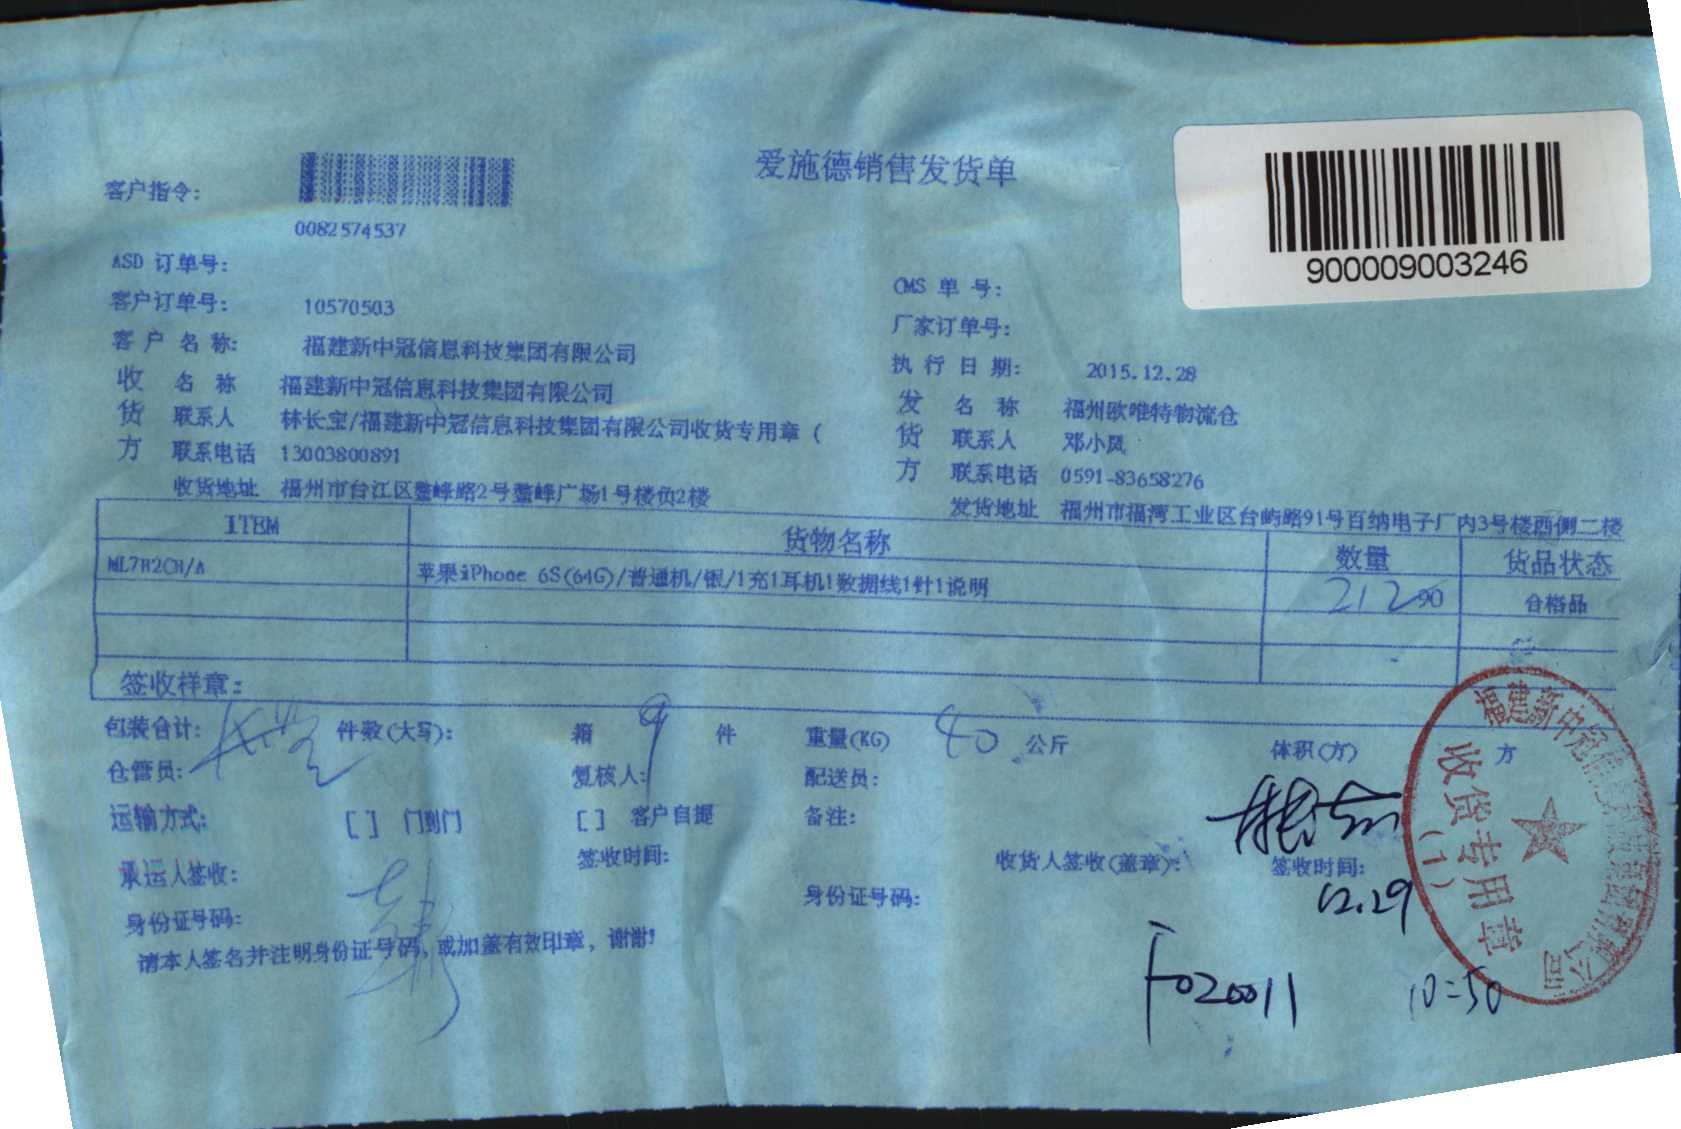 爱施德销售发货单
900009003246
客户指令:
0082574537
ASD 订单号:
CMS 单 号:
客户订单号: 10570503
厂家订单号:
客 户 名 称: 福建新中冠信息科技集团有限公司
执 行 日 期: 2015.12.28
收货方
名 称 福建新中冠信息科技集团有限公司
联系人 林长宝/福建新中冠信息科技集团有限公司收货专用章（
联系电话 13003800891
收货地址 福州市台江区鳌峰路2号鳌峰广场1号楼负2楼
发货方
名 称 福州欧唯特物流仓
联系人 邓小凤
联系电话 0591-83658276
发货地址 福州市福湾工业区台屿路91号百纳电子厂内3号楼西侧二楼
ITEM 货物名称 数量 货品状态
苹果iPhone 6S(64G)/普通机/银/1充1耳机1数据线1针1说明 90 合格品
212
签收样章:
包装合计: 件数(大写): 箱 9 件 重量(KG) 40 公斤 体积(方) 方
仓管员: 复核人: 配送员:
运输方式: [ ] 门到门 [ ] 客户自提 备注:
承运人签收: 签收时间: 收货人签收(盖章): 签收时间:
12.29
身份证号码: 身份证号码:
请本人签名并注明身份证号码, 或加盖有效印章, 谢谢!
F020011 10:50
收货专用章
(1)